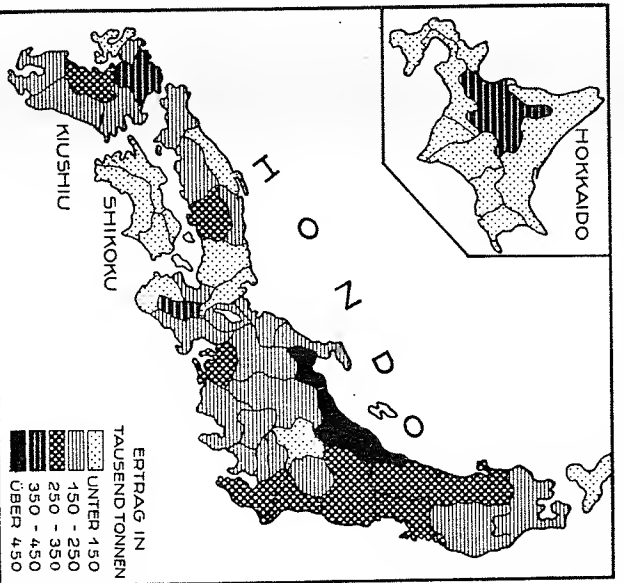 HOKKAIDO
HONDO
SHIKOKU
KIUSHIU
ERTRAG IN
TAUSEND TONNEN
UNTER 150
150 - 250
250 - 350
350 - 450
ÜBER 450